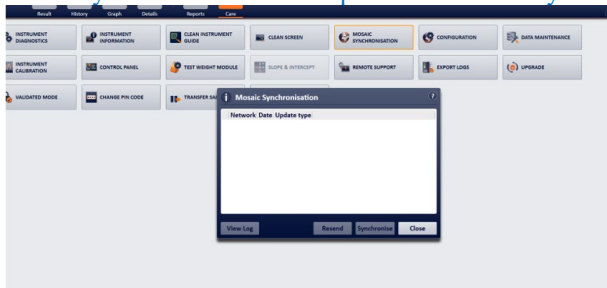 Result History Graph Details Reports Care
INSTRUMENT DIAGNOSTICS
INSTRUMENT INFORMATION
CLEAN INSTRUMENT GUIDE
CLEAN SCREEN
MOSAIC SYNCHRONISATION
CONFIGURATION
DATA MAINTENANCE
INSTRUMENT CALIBRATION
CONTROL PANEL
TEST WEIGHT MODULE
SLOPE & INTERCEPT
REMOTE SUPPORT
EXPORT LOGS
UPGRADE
VALIDATED MODE
CHANGE PIN CODE
TRANSFER
Mosaic Synchronisation ?
Network Date Update type
View Log Resend Synchronise Close